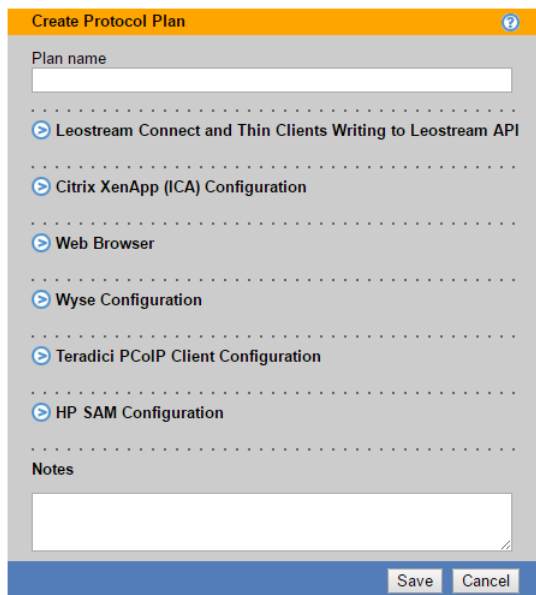 Create Protocol Plan
Plan name
Leostream Connect and Thin Clients Writing to Leostream API
Citrix XenApp (ICA) Configuration
Web Browser
Wyse Configuration
Teradici PCoIP Client Configuration
HP SAM Configuration
Notes
Save Cancel